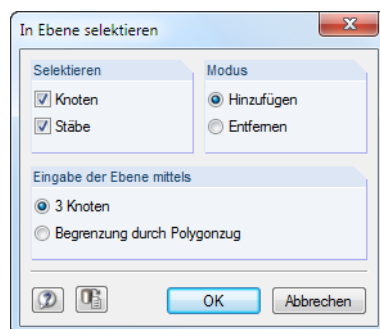 In Ebene selektieren
Selektieren
Knoten
Stäbe
Modus
Hinzufügen
Entfernen
Eingabe der Ebene mittels
3 Knoten
Begrenzung durch Polygonzug
OK
Abbrechen